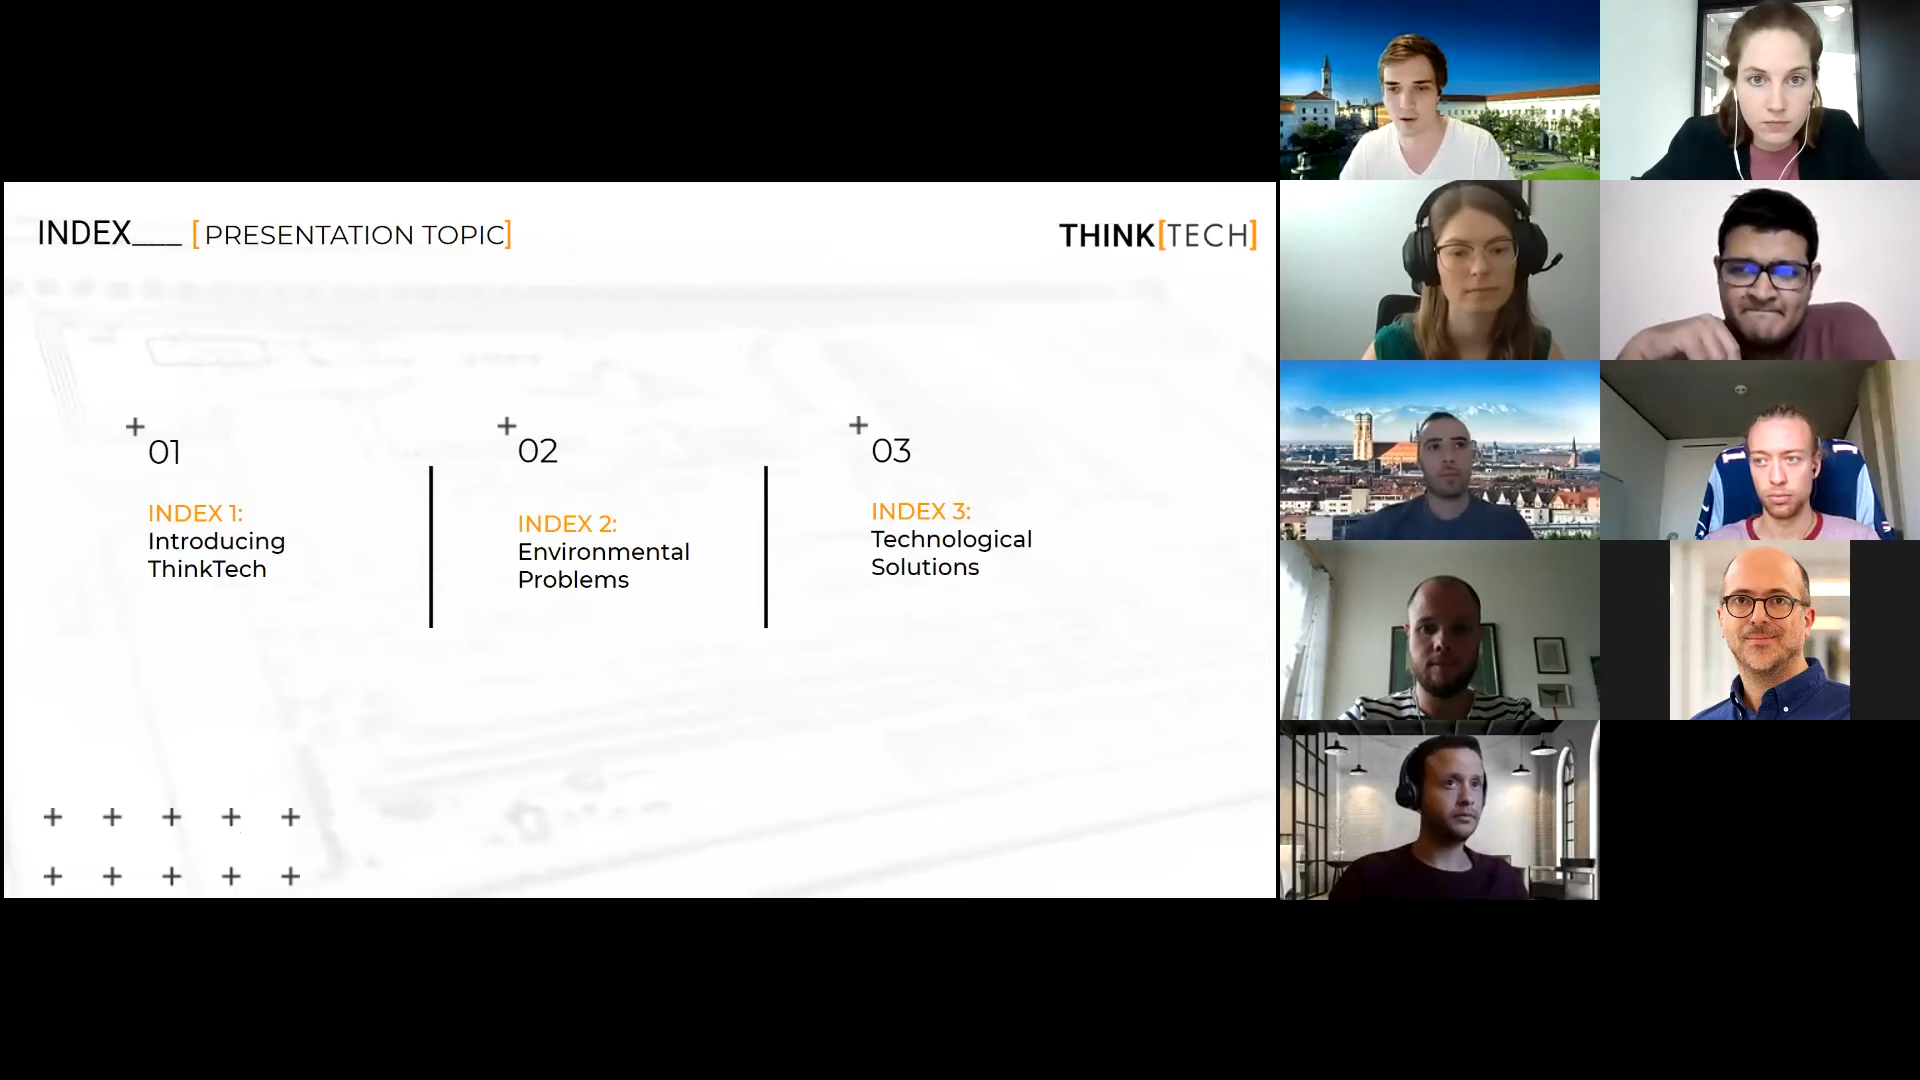 INDEX___ [PRESENTATION TOPIC]
THINK[TECH]
01
INDEX 1:
Introducing
ThinkTech
02
INDEX 2:
Environmental
Problems
03
INDEX 3:
Technological
Solutions